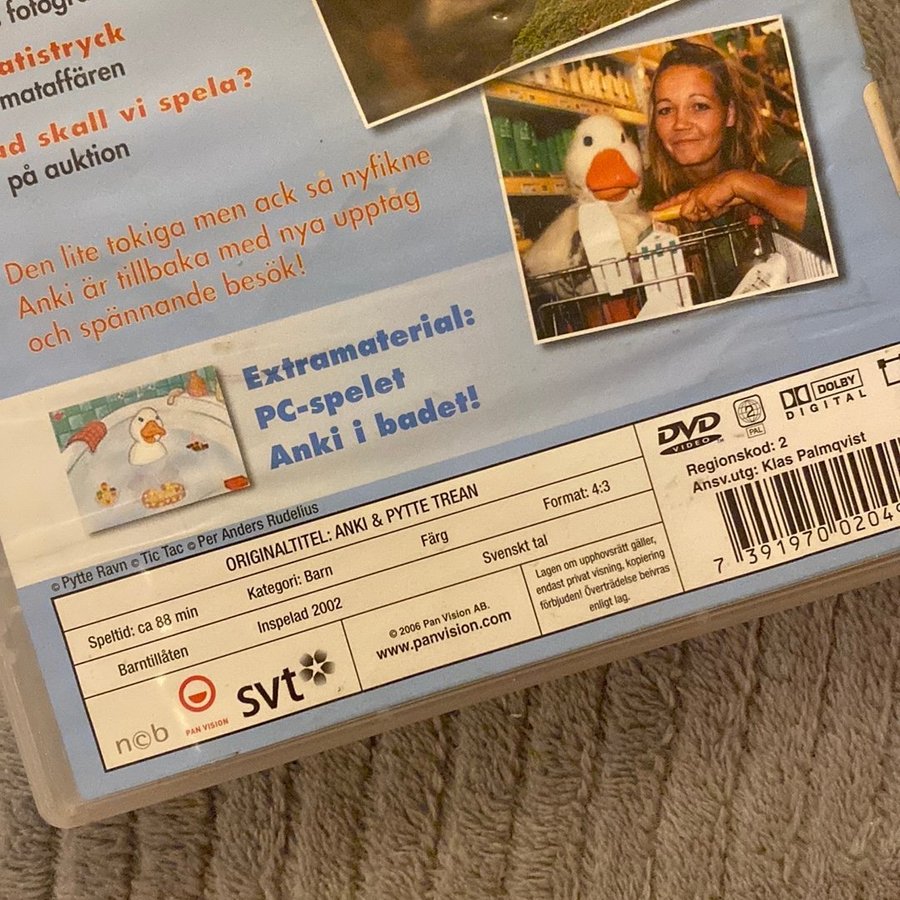 atistryck
mataffären
ad skall vi spela?
på auktion
Den lite tokiga men ack så nyfikne
Anki är tillbaka med nya upptåg
och spännande besök!
Extramaterial:
PC-spelet
Anki i badet!
© Pytte Ravn © Tic Tac © Per Anders Rudelius
ORIGINALTITEL: ANKI & PYTTE TREAN
Speltid: ca 88 min
Kategori: Barn
Färg
Format: 4:3
Barntillåten
Inspelad 2002
Svenskt tal
n©b
PAN VISION
svt
© 2006 Pan Vision AB.
www.panvision.com
Lagen om upphovsrätt gäller,
endast privat visning, kopiering
förbjuden! Överträdelse beivras
enligt lag.
DVD
VIDEO
2
PAL
DOLBY
DIGITAL
Regionskod: 2
Ansv.utg: Klas Palmqvist
7 391970 0204